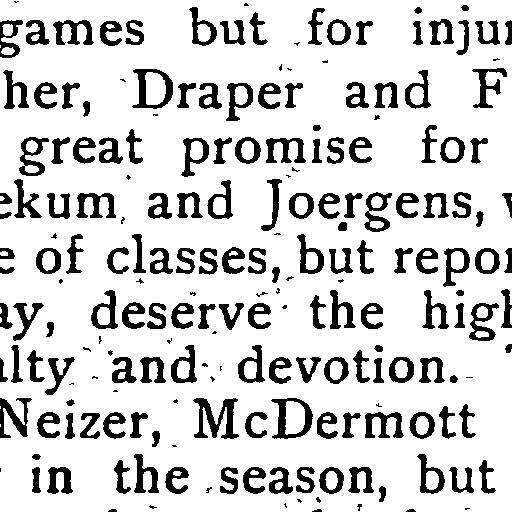 games but for injur
her, Draper and F
great promise for
ekum and Joergens, w
e of classes, but repor
ay, deserve the high
alty and devotion.
Neizer, McDermott
in the season, but